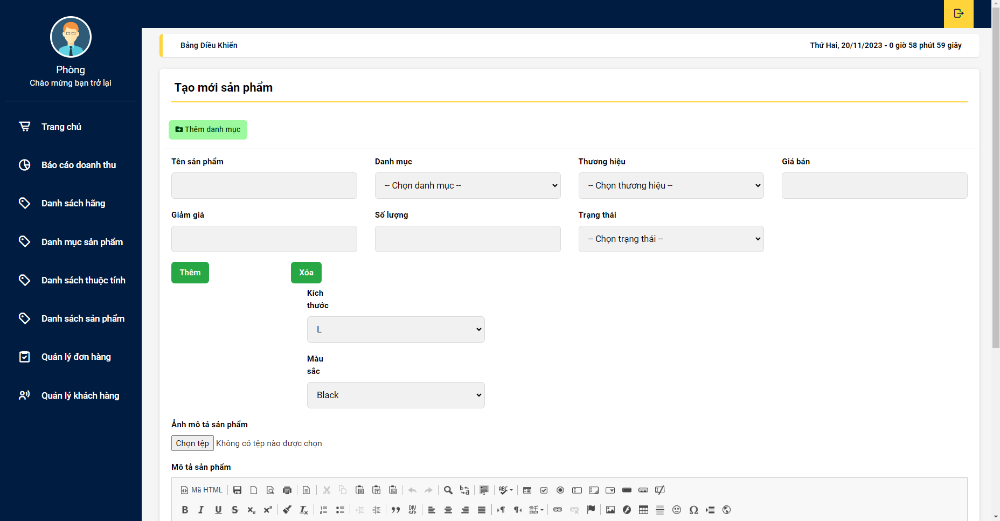 Phòng
Chào mừng bạn trở lại
Trang chủ
Báo cáo doanh thu
Danh sách hãng
Danh mục sản phẩm
Danh sách thuộc tính
Danh sách sản phẩm
Quản lý đơn hàng
Quản lý khách hàng
Bảng Điều Khiển
Thứ Hai, 20/11/2023 - 0 giờ 58 phút 59 giây
Tạo mới sản phẩm
Thêm danh mục
Tên sản phẩm
Danh mục
Thương hiệu
Giá bán
-- Chọn danh mục --
-- Chọn thương hiệu --
Giảm giá
Số lượng
Trạng thái
-- Chọn trạng thái --
Thêm
Xóa
Kích
thước
L
Màu
sắc
Black
Ảnh mô tả sản phẩm
Chọn tệp Không có tệp nào được chọn
Mô tả sản phẩm
Mã HTML